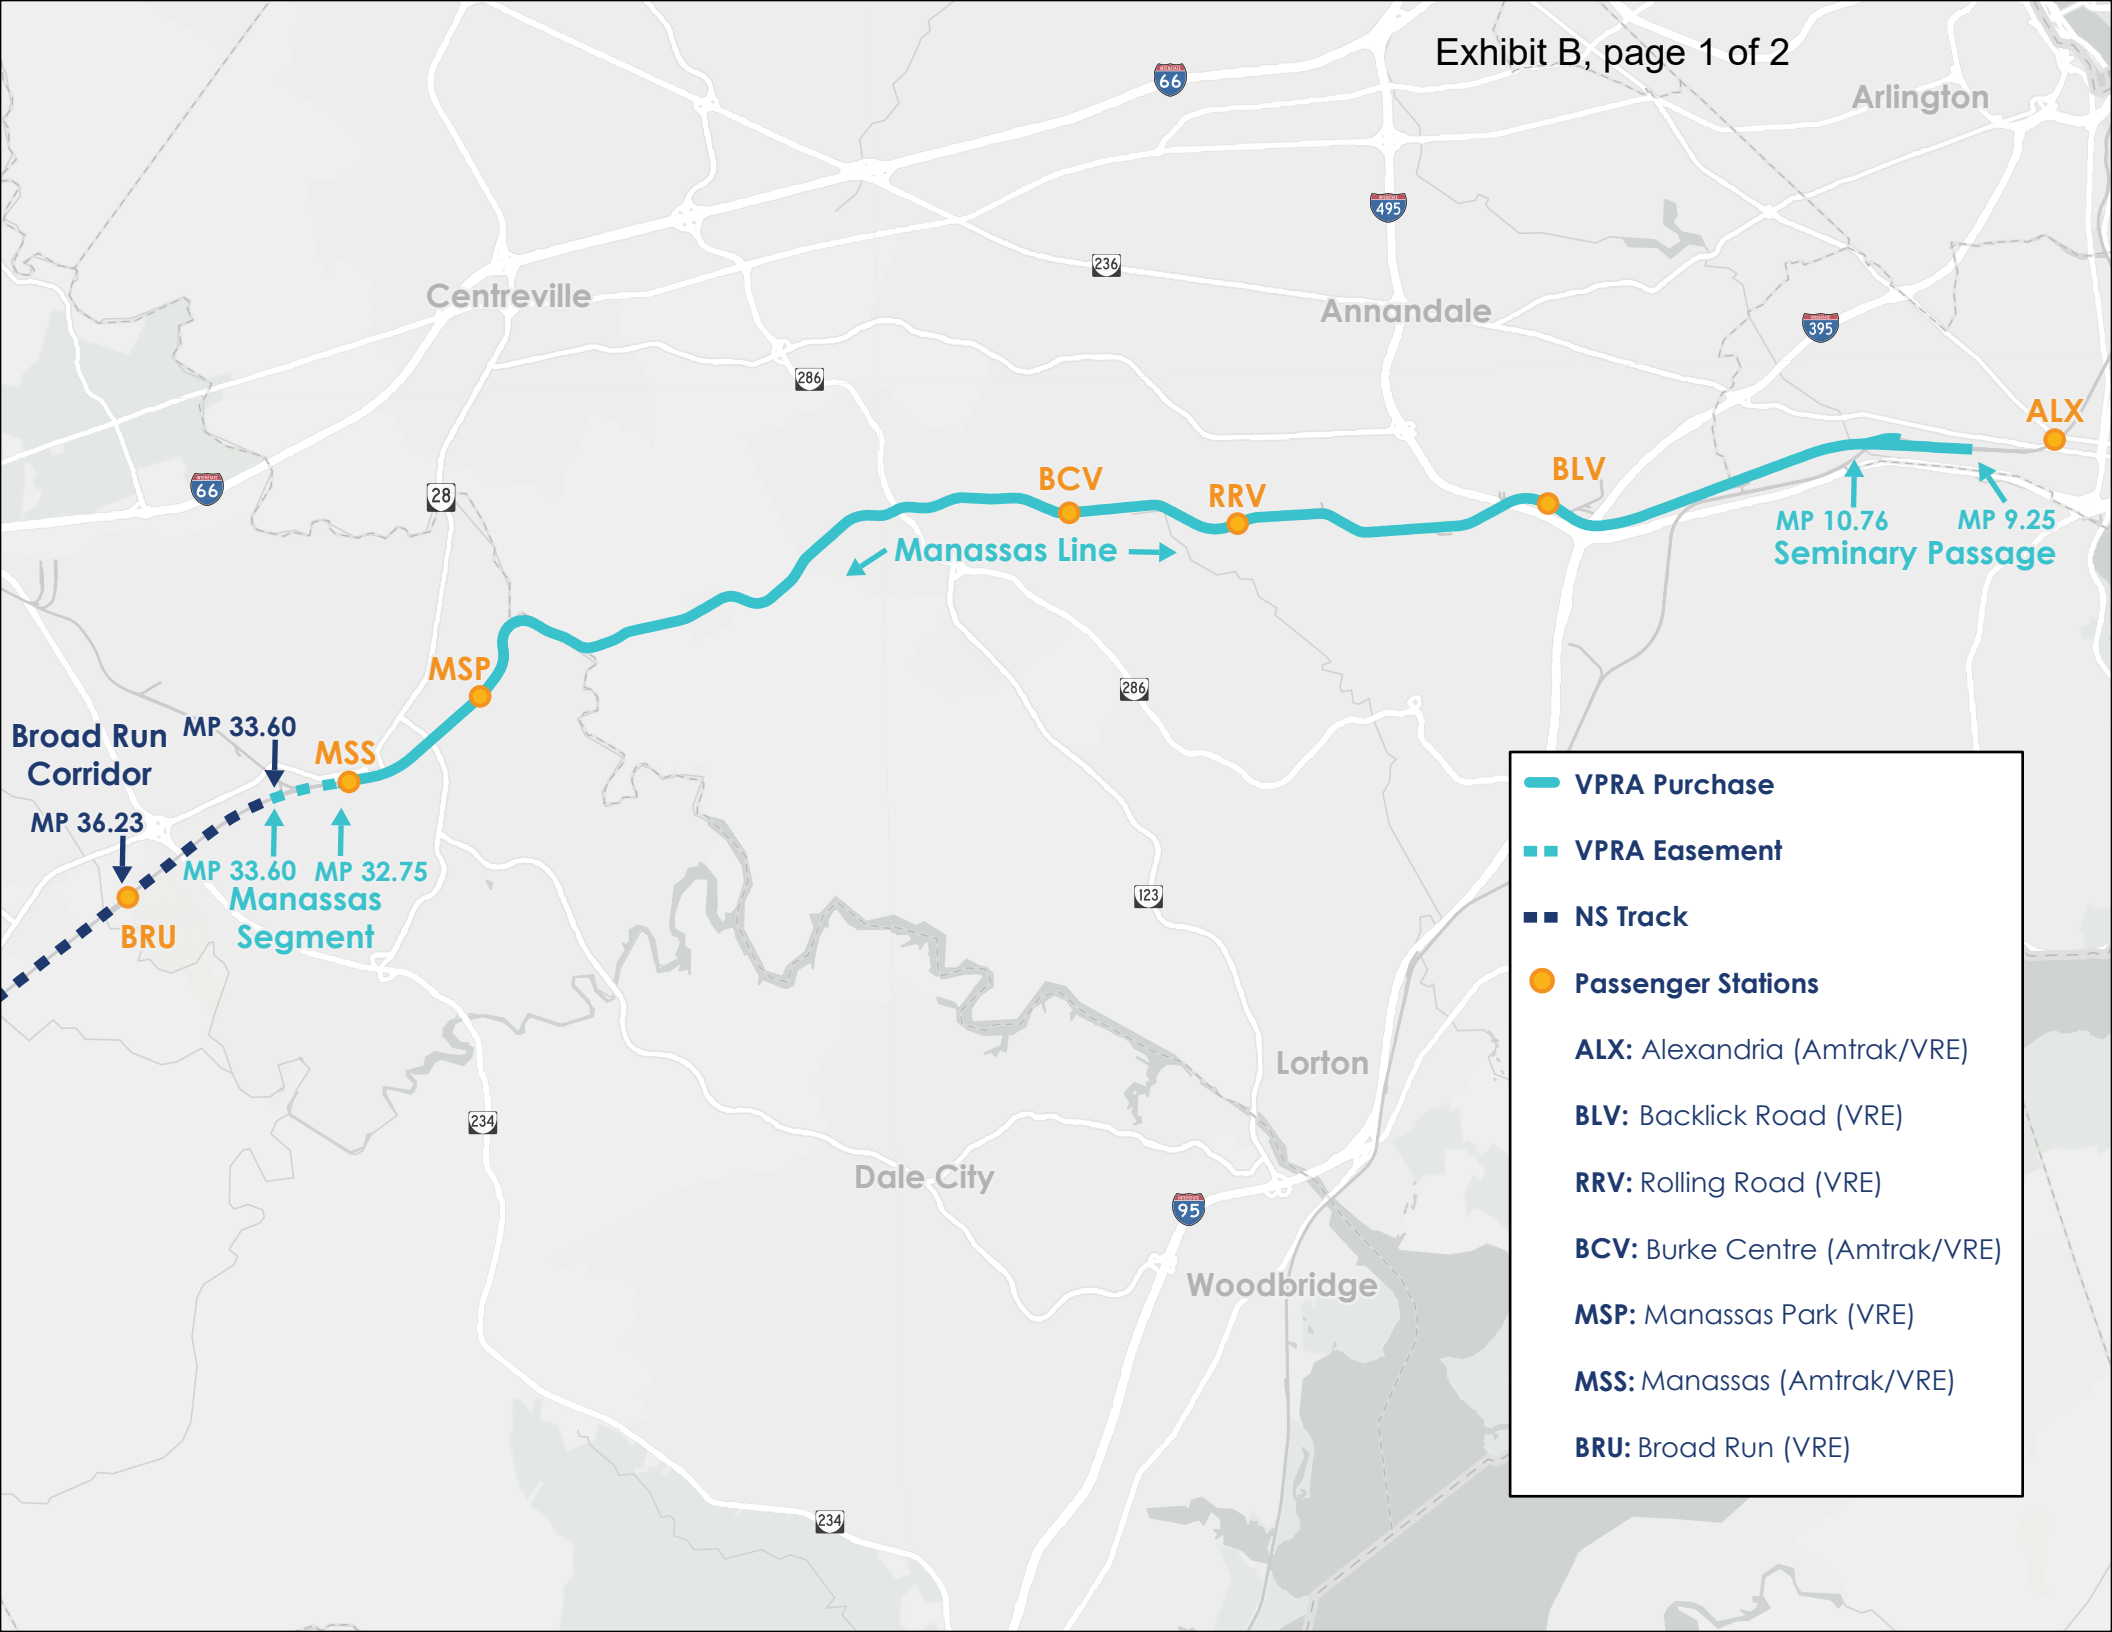 Exhibit B, page 1 of 2
66
Arlington
495
236
Centreville
Annandale
395
286
ALX
66
28
BCV
RRV
BLV
MP 10.76
MP 9.25
Seminary Passage
Manassas Line
MSP
286
Broad Run
Corridor
MP 33.60
MSS
MP 36.23
MP 33.60
MP 32.75
Manassas
Segment
BRU
123
Lorton
234
Dale City
95
Woodbridge
234
VPRA Purchase
VPRA Easement
NS Track
Passenger Stations
ALX: Alexandria (Amtrak/VRE)
BLV: Backlick Road (VRE)
RRV: Rolling Road (VRE)
BCV: Burke Centre (Amtrak/VRE)
MSP: Manassas Park (VRE)
MSS: Manassas (Amtrak/VRE)
BRU: Broad Run (VRE)